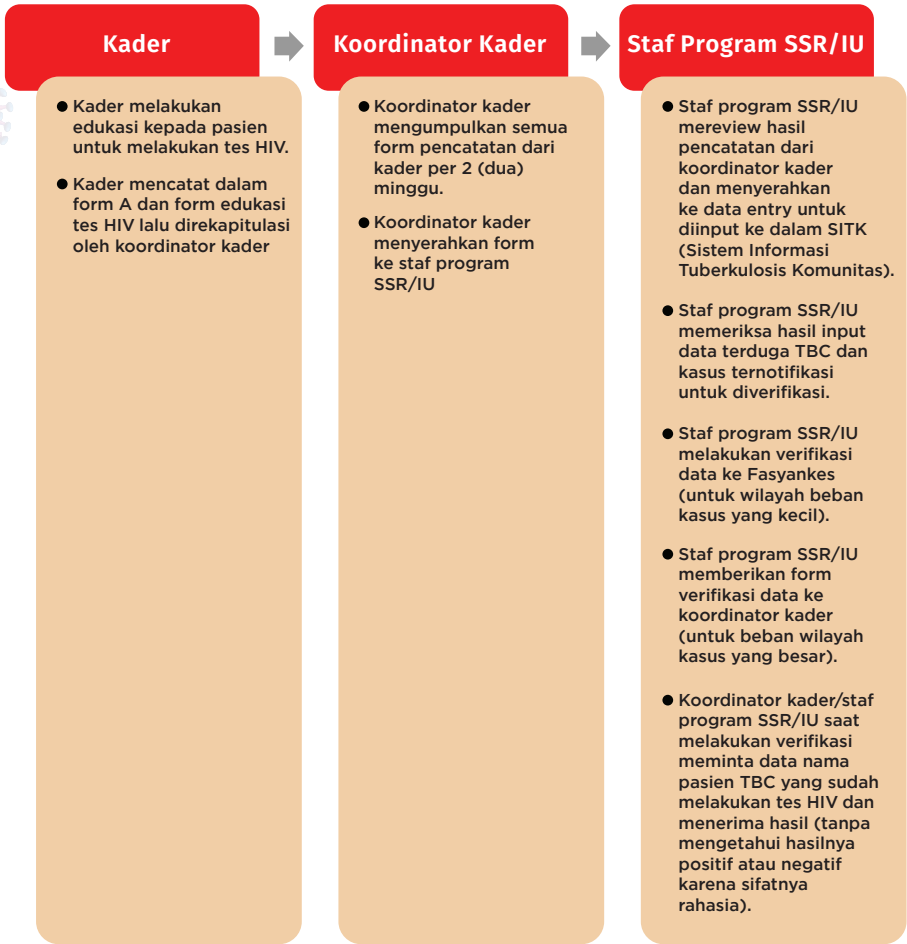 Kader
● Kader melakukan
edukasi kepada pasien
untuk melakukan tes HIV.
● Kader mencatat dalam
form A dan form edukasi
tes HIV lalu direkapitulasi
oleh koordinator kader
Koordinator Kader
● Koordinator kader
mengumpulkan semua
form pencatatan dari
kader per 2 (dua)
minggu.
● Koordinator kader
menyerahkan form
ke staf program
SSR/IU
Staf Program SSR/IU
● Staf program SSR/IU
mereview hasil
pencatatan dari
koordinator kader
dan menyerahkan
ke data entry untuk
diinput ke dalam SITK
(Sistem Informasi
Tuberkulosis Komunitas).
● Staf program SSR/IU
memeriksa hasil input
data terduga TBC dan
kasus ternotifikasi
untuk diverifikasi.
● Staf program SSR/IU
melakukan verifikasi
data ke Fasyankes
(untuk wilayah beban
kasus yang kecil).
● Staf program SSR/IU
memberikan form
verifikasi data ke
koordinator kader
(untuk beban wilayah
kasus yang besar).
● Koordinator kader/staf
program SSR/IU saat
melakukan verifikasi
meminta data nama
pasien TBC yang sudah
melakukan tes HIV dan
menerima hasil (tanpa
mengetahui hasilnya
positif atau negatif
karena sifatnya
rahasia).